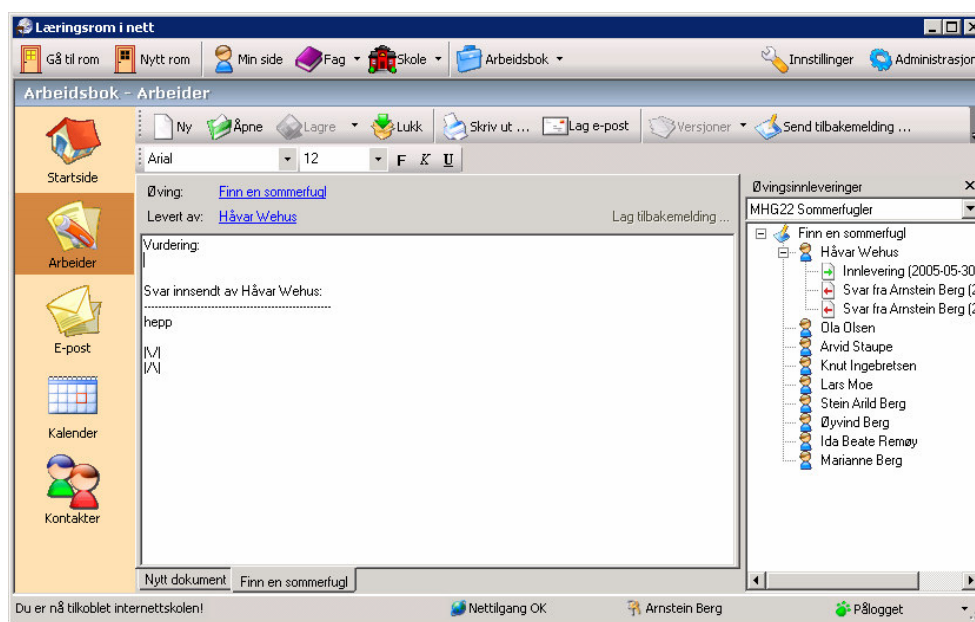 Læringsrom i nett
Gå til rom Nytt rom Min side Fag Skole Arbeidsbok Innstillinger Administrasjon
Arbeidsbok - Arbeider
Ny Åpne Lagre Lukk Skriv ut ... Lag e-post Versjoner Send tilbakemelding ...
Arial 12 F K U
Startside
Arbeider
E-post
Kalender
Kontakter
Øving: Finn en sommerfugl
Levert av: Håvar Wehus Lag tilbakemelding ...
Vurdering:
Svar innsendt av Håvar Wehus:
--------------------------------------------------
hepp
|\/|
|/\|
Nytt dokument Finn en sommerfugl
Øvingsinnleveringer
MHG22 Sommerfugler
Finn en sommerfugl
Håvar Wehus
Innlevering (2005-05-30
Svar fra Arnstein Berg (2
Svar fra Arnstein Berg (2
Ola Olsen
Arvid Staupe
Knut Ingebretsen
Lars Moe
Stein Arild Berg
Øyvind Berg
Ida Beate Remøy
Marianne Berg
Du er nå tilkoblet internettskolen! Nettilgang OK Arnstein Berg Pålogget